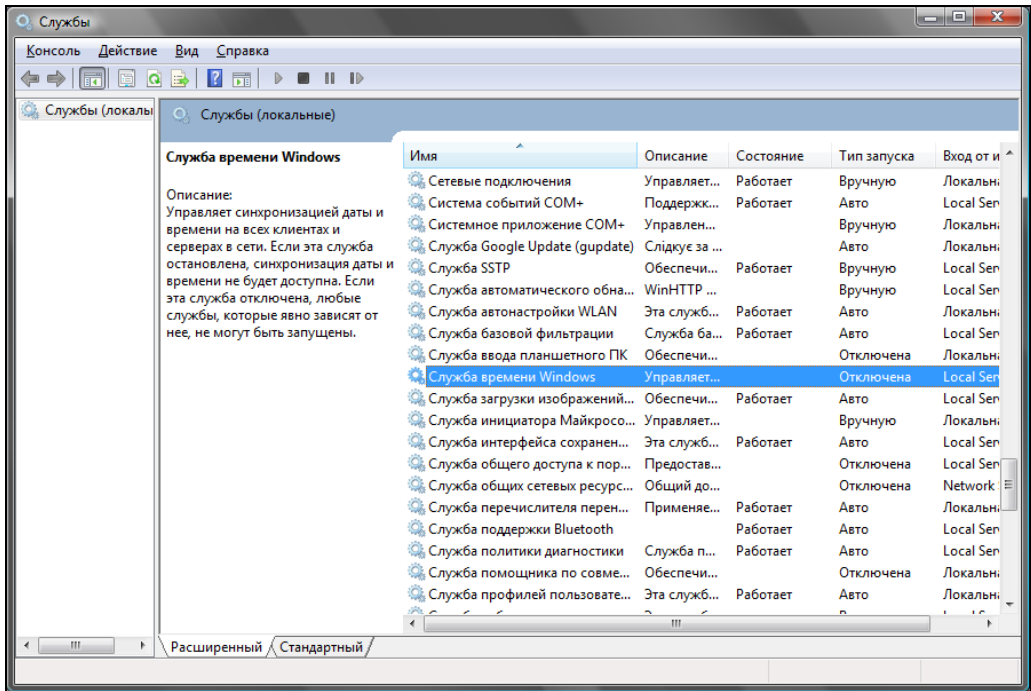 Службы
Консоль Действие Вид Справка
Службы (локалы
Службы (локальные)
Служба времени Windows
Описание:
Управляет синхронизацией даты и
времени на всех клиентах и
серверах в сети. Если эта служба
остановлена, синхронизация даты и
времени не будет доступна. Если
эта служба отключена, любые
службы, которые явно зависят от
нее, не могут быть запущены.
Имя Описание Состояние Тип запуска Вход от и
Сетевые подключения Управляет... Работает Вручную Локальн
Система событий COM+ Поддержк... Работает Авто Local Ser
Системное приложение COM+ Управлен... Вручную Локальн
Служба Google Update (gupdate) Слідкує за ... Авто Локальн
Служба SSTP Обеспечи... Работает Вручную Local Ser
Служба автоматического обна... WinHTTP ... Вручную Local Ser
Служба автонастройки WLAN Эта служб... Работает Авто Локальн
Служба базовой фильтрации Служба ба... Работает Авто Local Ser
Служба ввода планшетного ПК Обеспечи... Отключена Локальн
Служба времени Windows Управляет... Отключена Local Ser
Служба загрузки изображений... Обеспечи... Работает Авто Local Ser
Служба инициатора Майкросо... Управляет... Вручную Локальн
Служба интерфейса сохранен... Эта служб... Работает Авто Local Ser
Служба общего доступа к пор... Предостав... Отключена Local Ser
Служба общих сетевых ресурс... Общий до... Отключена Network
Служба перечислителя перен... Применяе... Работает Авто Локальн
Служба поддержки Bluetooth Работает Авто Local Ser
Служба политики диагностики Служба п... Работает Авто Local Ser
Служба помощника по совме... Обеспечи... Отключена Локальн
Служба профилей пользовате... Эта служб... Работает Авто Локальн
Расширенный Стандартный